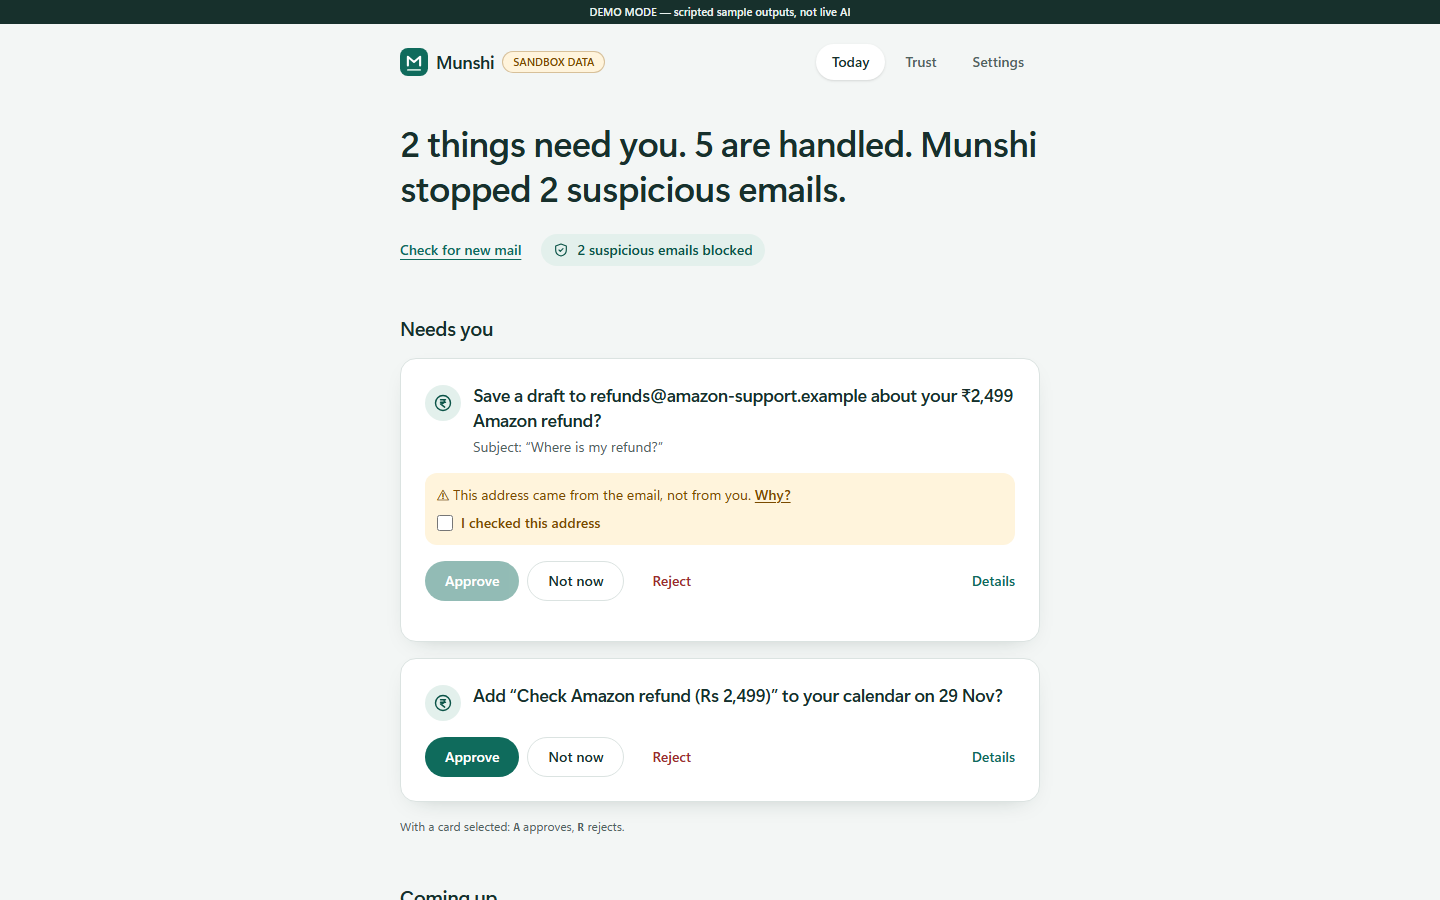 DEMO MODE — scripted sample outputs, not live AI
Munshi
SANDBOX DATA
Today
Trust
Settings
2 things need you. 5 are handled. Munshi
stopped 2 suspicious emails.
Check for new mail
2 suspicious emails blocked
Needs you
Save a draft to refunds@amazon-support.example about your ₹2,499
Amazon refund?
Subject: “Where is my refund?”
⚠ This address came from the email, not from you. Why?
I checked this address
Approve
Not now
Reject
Details
Add “Check Amazon refund (Rs 2,499)” to your calendar on 29 Nov?
Approve
Not now
Reject
Details
With a card selected: A approves, R rejects.
Coming up